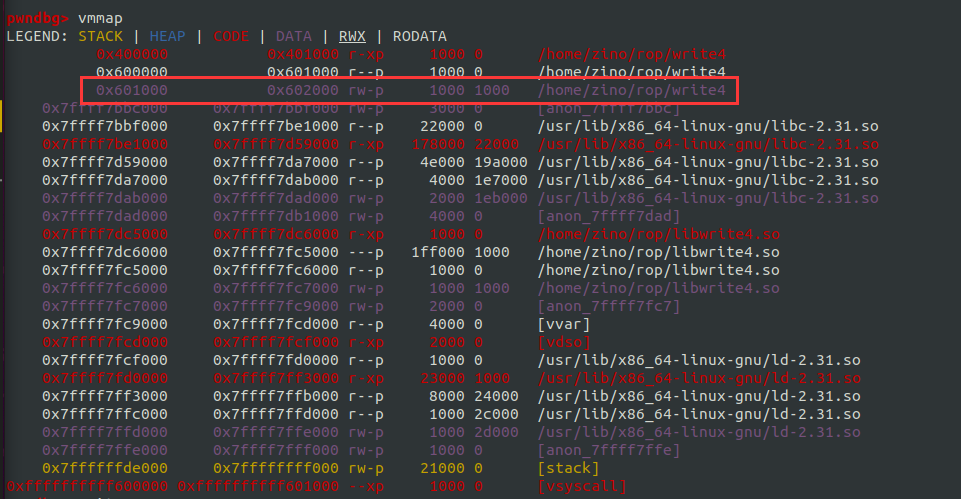 pwndbg> vmmap
LEGEND: STACK | HEAP | CODE | DATA | RWX | RODATA
0x400000 0x401000 r-xp 1000 0 /home/zino/rop/write4
0x600000 0x601000 r--p 1000 0 /home/zino/rop/write4
0x601000 0x602000 rw-p 1000 1000 /home/zino/rop/write4
0x7ffff7bbc000 0x7ffff7bbf000 rw-p 3000 0 [anon_7ffff7bbc]
0x7ffff7bbf000 0x7ffff7be1000 r--p 22000 0 /usr/lib/x86_64-linux-gnu/libc-2.31.so
0x7ffff7be1000 0x7ffff7d59000 r-xp 178000 22000 /usr/lib/x86_64-linux-gnu/libc-2.31.so
0x7ffff7d59000 0x7ffff7da7000 r--p 4e000 19a000 /usr/lib/x86_64-linux-gnu/libc-2.31.so
0x7ffff7da7000 0x7ffff7dab000 r--p 4000 1e7000 /usr/lib/x86_64-linux-gnu/libc-2.31.so
0x7ffff7dab000 0x7ffff7dad000 rw-p 2000 1eb000 /usr/lib/x86_64-linux-gnu/libc-2.31.so
0x7ffff7dad000 0x7ffff7db1000 rw-p 4000 0 [anon_7ffff7dad]
0x7ffff7dc5000 0x7ffff7dc6000 r-xp 1000 0 /home/zino/rop/libwrite4.so
0x7ffff7dc6000 0x7ffff7fc5000 ---p 1ff000 1000 /home/zino/rop/libwrite4.so
0x7ffff7fc5000 0x7ffff7fc6000 r--p 1000 0 /home/zino/rop/libwrite4.so
0x7ffff7fc6000 0x7ffff7fc7000 rw-p 1000 1000 /home/zino/rop/libwrite4.so
0x7ffff7fc7000 0x7ffff7fc9000 rw-p 2000 0 [anon_7ffff7fc7]
0x7ffff7fc9000 0x7ffff7fcd000 r--p 4000 0 [vvar]
0x7ffff7fcd000 0x7ffff7fcf000 r-xp 2000 0 [vdso]
0x7ffff7fcf000 0x7ffff7fd0000 r--p 1000 0 /usr/lib/x86_64-linux-gnu/ld-2.31.so
0x7ffff7fd0000 0x7ffff7ff3000 r-xp 23000 1000 /usr/lib/x86_64-linux-gnu/ld-2.31.so
0x7ffff7ff3000 0x7ffff7ffb000 r--p 8000 24000 /usr/lib/x86_64-linux-gnu/ld-2.31.so
0x7ffff7ffc000 0x7ffff7ffd000 r--p 1000 2c000 /usr/lib/x86_64-linux-gnu/ld-2.31.so
0x7ffff7ffd000 0x7ffff7ffe000 rw-p 1000 2d000 /usr/lib/x86_64-linux-gnu/ld-2.31.so
0x7ffff7ffe000 0x7ffff7fff000 rw-p 1000 0 [anon_7ffff7ffe]
0x7ffffffde000 0x7ffffffff000 rw-p 21000 0 [stack]
0xffffffffff600000 0xffffffffff601000 --xp 1000 0 [vsyscall]